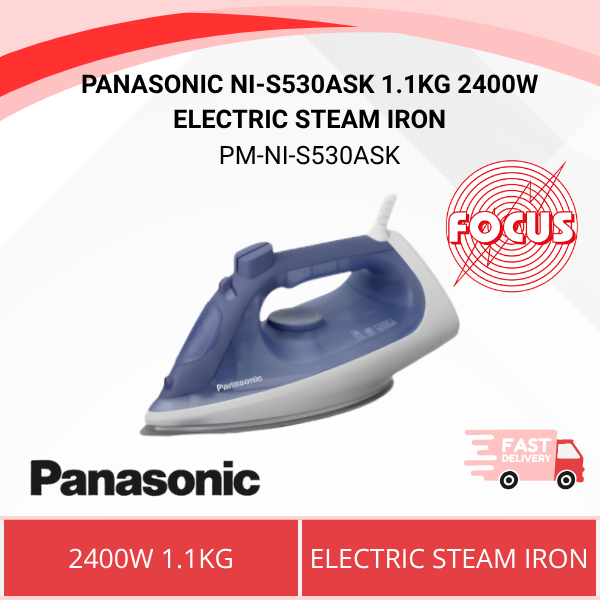 PANASONIC NI-S530ASK 1.1KG 2400W
ELECTRIC STEAM IRON
PM-NI-S530ASK
FOCUS
Panasonic
FAST
DELIVERY
Panasonic
2400W 1.1KG
ELECTRIC STEAM IRON